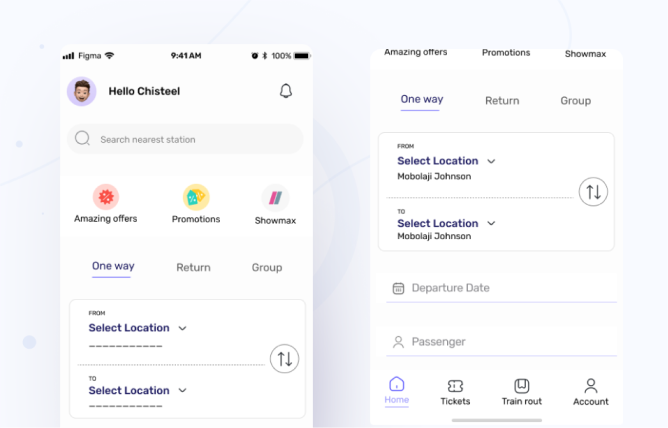 Figma
9:41 AM
100%
Hello Chisteel
Search nearest station
Amazing offers
Promotions
Showmax
One way
Return
Group
FROM
Select Location
___________
TO
Select Location
___________
Amazing offers
Promotions
Showmax
One way
Return
Group
FROM
Select Location
Mobolaji Johnson
TO
Select Location
Mobolaji Johnson
Departure Date
Passenger
Home
Tickets
Train rout
Account